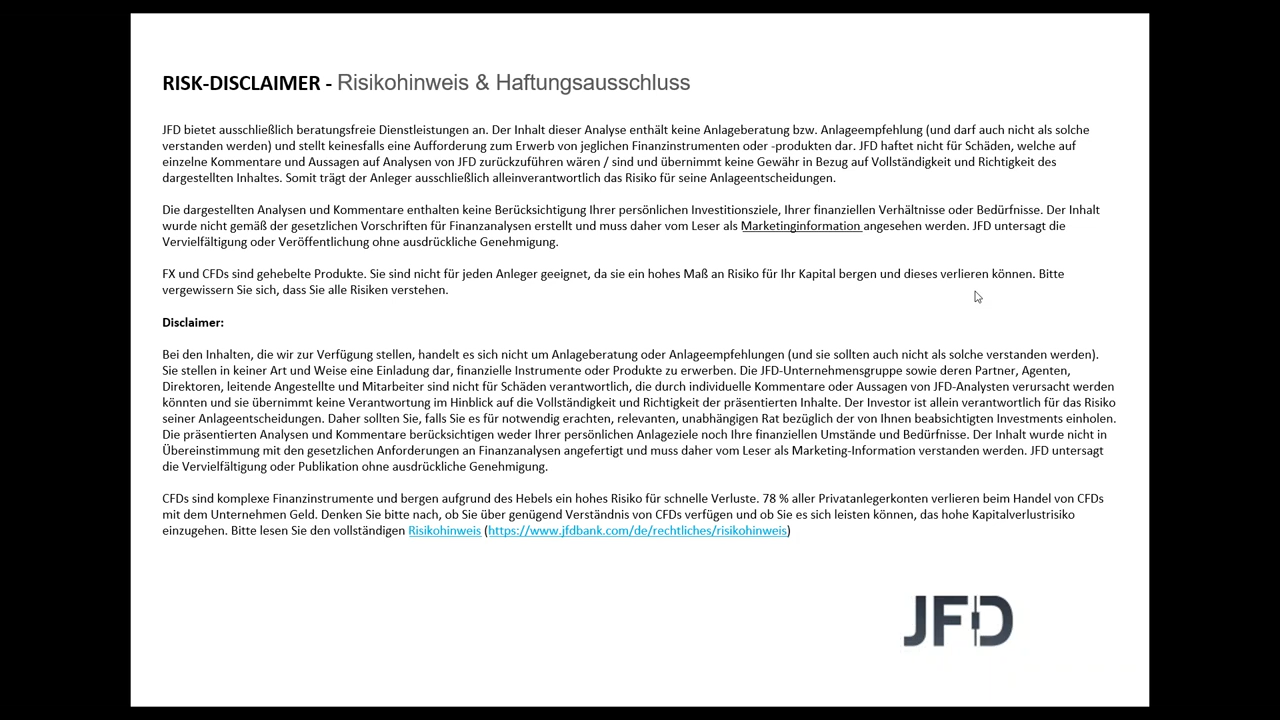 RISK-DISCLAIMER - Risikohinweis & Haftungsausschluss
JFD bietet ausschließlich beratungsfreie Dienstleistungen an. Der Inhalt dieser Analyse enthält keine Anlageberatung bzw. Anlageempfehlung (und darf auch nicht als solche
verstanden werden) und stellt keinesfalls eine Aufforderung zum Erwerb von jeglichen Finanzinstrumenten oder -produkten dar. JFD haftet nicht für Schäden, welche auf
einzelne Kommentare und Aussagen auf Analysen von JFD zurückzuführen wären / sind und übernimmt keine Gewähr in Bezug auf Vollständigkeit und Richtigkeit des
dargestellten Inhaltes. Somit trägt der Anleger ausschließlich alleinverantwortlich das Risiko für seine Anlageentscheidungen.
Die dargestellten Analysen und Kommentare enthalten keine Berücksichtigung Ihrer persönlichen Investitionsziele, Ihrer finanziellen Verhältnisse oder Bedürfnisse. Der Inhalt
wurde nicht gemäß der gesetzlichen Vorschriften für Finanzanalysen erstellt und muss daher vom Leser als Marketinginformation angesehen werden. JFD untersagt die
Vervielfältigung oder Veröffentlichung ohne ausdrückliche Genehmigung.
FX und CFDs sind gehebelte Produkte. Sie sind nicht für jeden Anleger geeignet, da sie ein hohes Maß an Risiko für Ihr Kapital bergen und dieses verlieren können. Bitte
vergewissern Sie sich, dass Sie alle Risiken verstehen.
Disclaimer:
Bei den Inhalten, die wir zur Verfügung stellen, handelt es sich nicht um Anlageberatung oder Anlageempfehlungen (und sie sollten auch nicht als solche verstanden werden).
Sie stellen in keiner Art und Weise eine Einladung dar, finanzielle Instrumente oder Produkte zu erwerben. Die JFD-Unternehmensgruppe sowie deren Partner, Agenten,
Direktoren, leitende Angestellte und Mitarbeiter sind nicht für Schäden verantwortlich, die durch individuelle Kommentare oder Aussagen von JFD-Analysten verursacht werden
könnten und sie übernimmt keine Verantwortung im Hinblick auf die Vollständigkeit und Richtigkeit der präsentierten Inhalte. Der Investor ist allein verantwortlich für das Risiko
seiner Anlageentscheidungen. Daher sollten Sie, falls Sie es für notwendig erachten, relevanten, unabhängigen Rat bezüglich der von Ihnen beabsichtigten Investments einholen.
Die präsentierten Analysen und Kommentare berücksichtigen weder Ihrer persönlichen Anlageziele noch Ihre finanziellen Umstände und Bedürfnisse. Der Inhalt wurde nicht in
Übereinstimmung mit den gesetzlichen Anforderungen an Finanzanalysen angefertigt und muss daher vom Leser als Marketing-Information verstanden werden. JFD untersagt
die Vervielfältigung oder Publikation ohne ausdrückliche Genehmigung.
CFDs sind komplexe Finanzinstrumente und bergen aufgrund des Hebels ein hohes Risiko für schnelle Verluste. 78 % aller Privatanlegerkonten verlieren beim Handel von CFDs
mit dem Unternehmen Geld. Denken Sie bitte nach, ob Sie über genügend Verständnis von CFDs verfügen und ob Sie es sich leisten können, das hohe Kapitalverlustrisiko
einzugehen. Bitte lesen Sie den vollständigen Risikohinweis (https://www.jfdbank.com/de/rechtliches/risikohinweis)
JFD